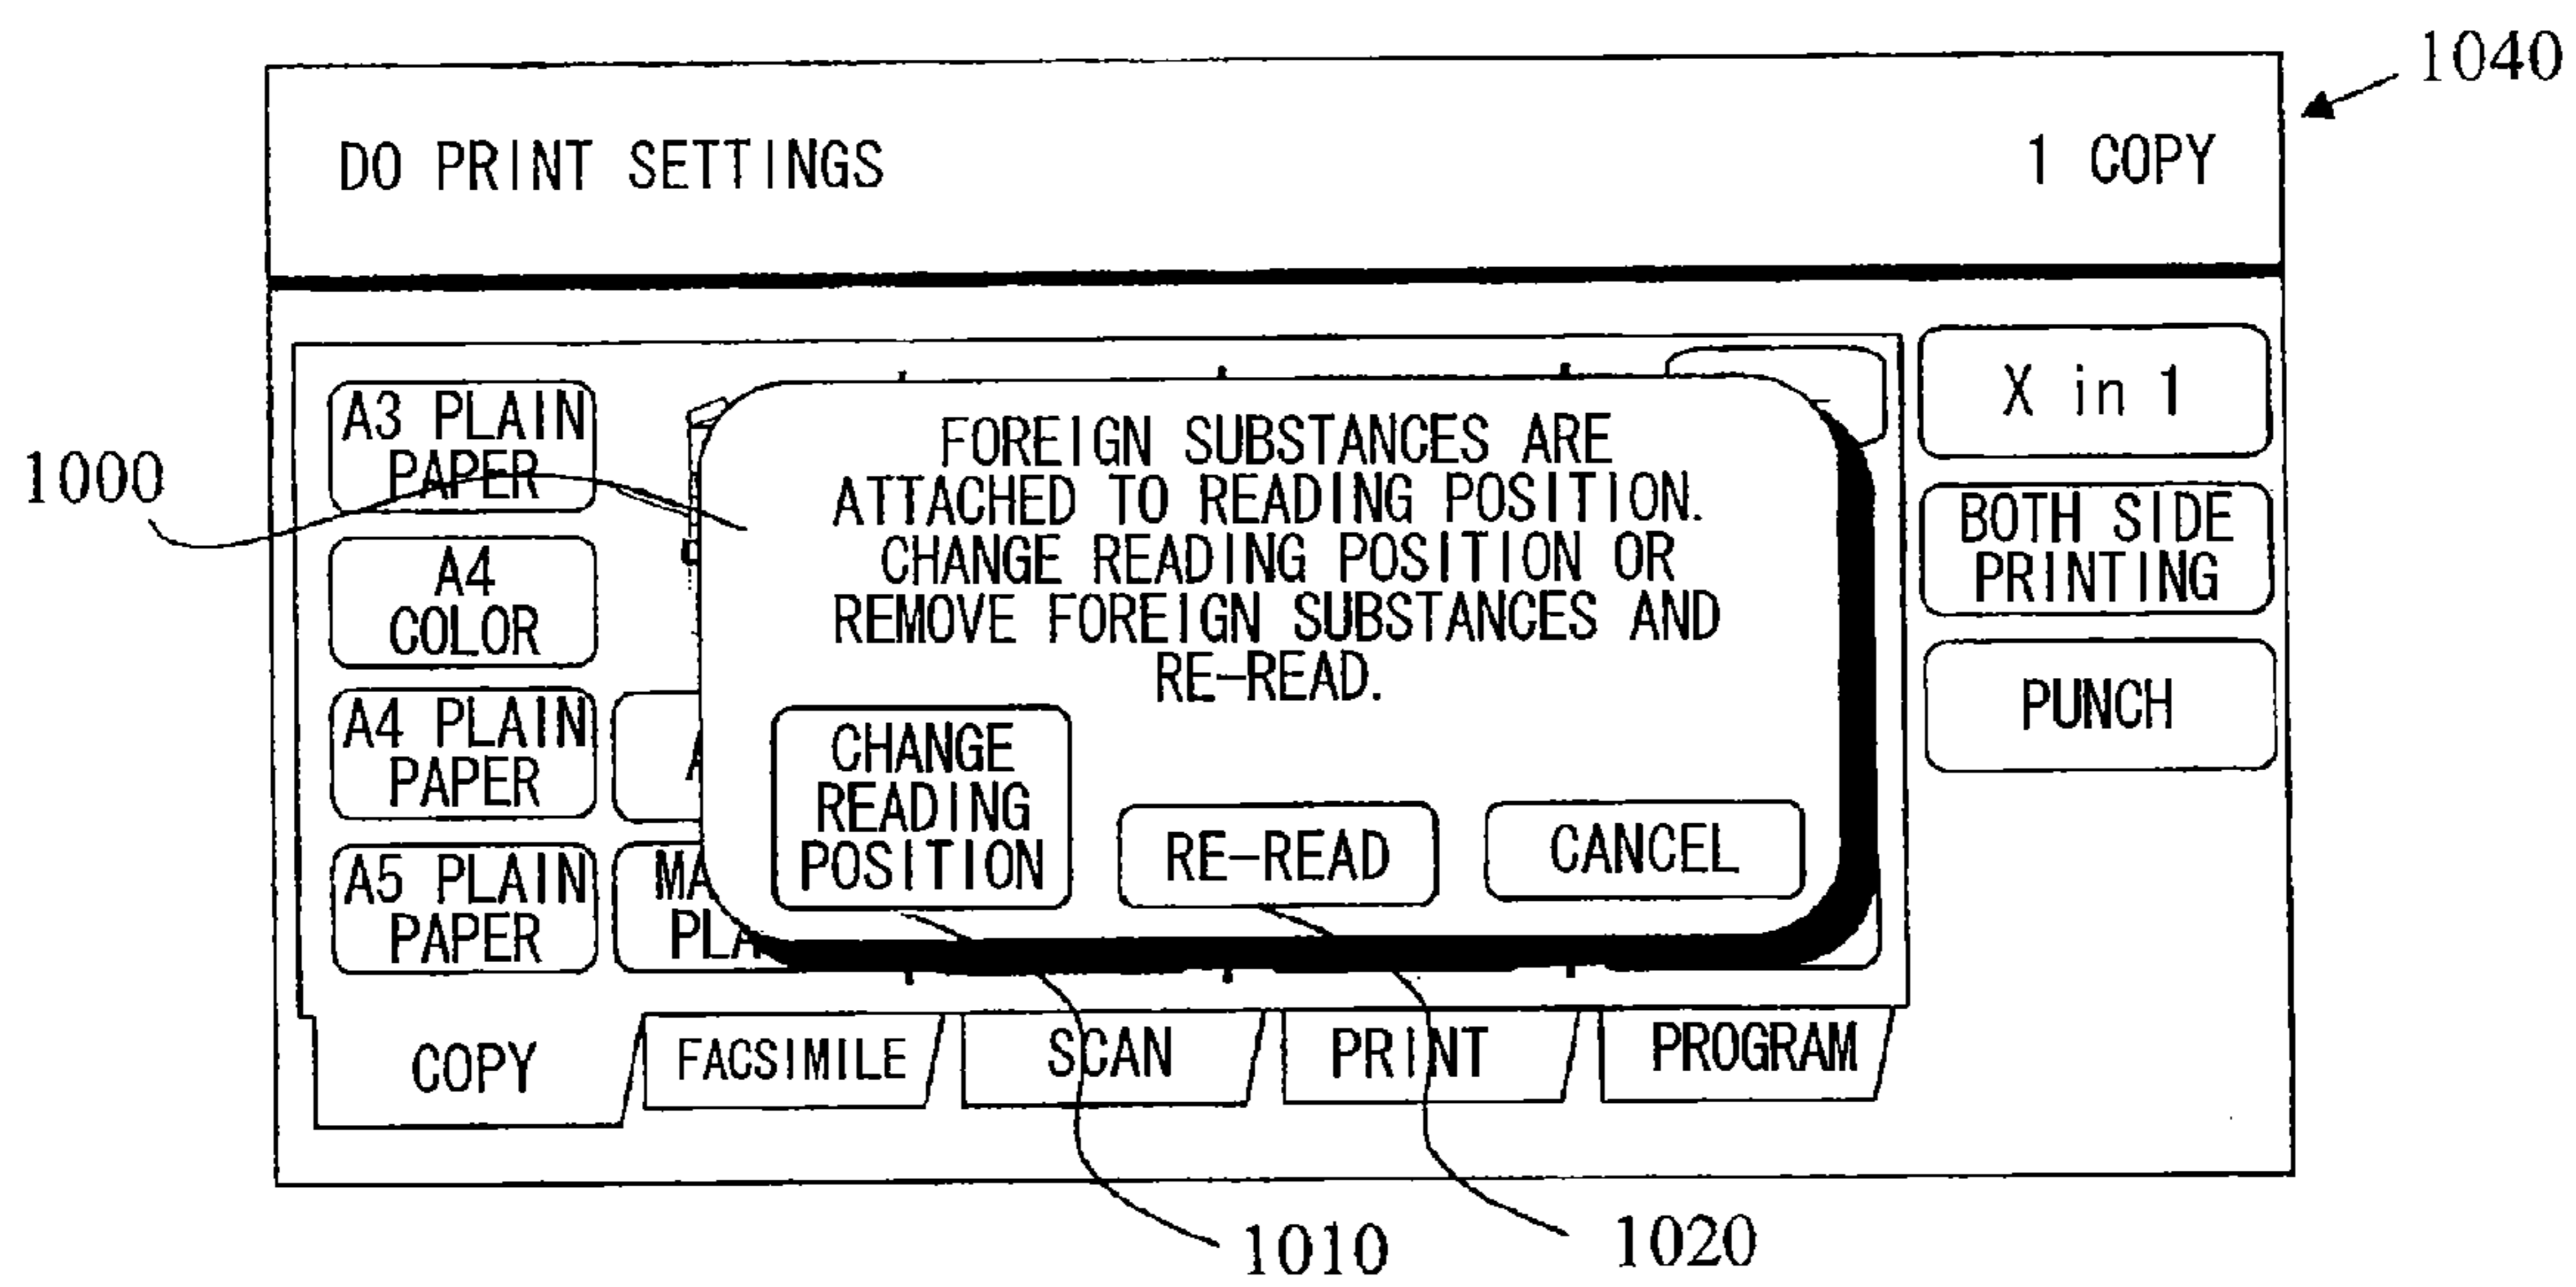 1040
DO PRINT SETTINGS
1 COPY
A3 PLAIN
PAPER
1000
A4
COLOR
A4 PLAIN
PAPER
A5 PLAIN
PAPER
FOREIGN SUBSTANCES ARE
ATTACHED TO READING POSITION.
CHANGE READING POSITION OR
REMOVE FOREIGN SUBSTANCES AND
RE-READ.
CHANGE
READING
POSITION
RE-READ
CANCEL
X in 1
BOTH SIDE
PRINTING
PUNCH
COPY
FACSIMILE
SCAN
PRINT
PROGRAM
1010
1020